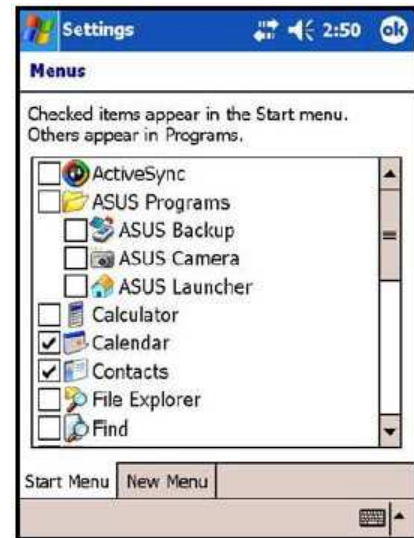 Settings 2:50 ok
Menus
Checked items appear in the Start menu.
Others appear in Programs.
ActiveSync
ASUS Programs
ASUS Backup
ASUS Camera
ASUS Launcher
Calculator
Calendar
Contacts
File Explorer
Find
Start Menu New Menu